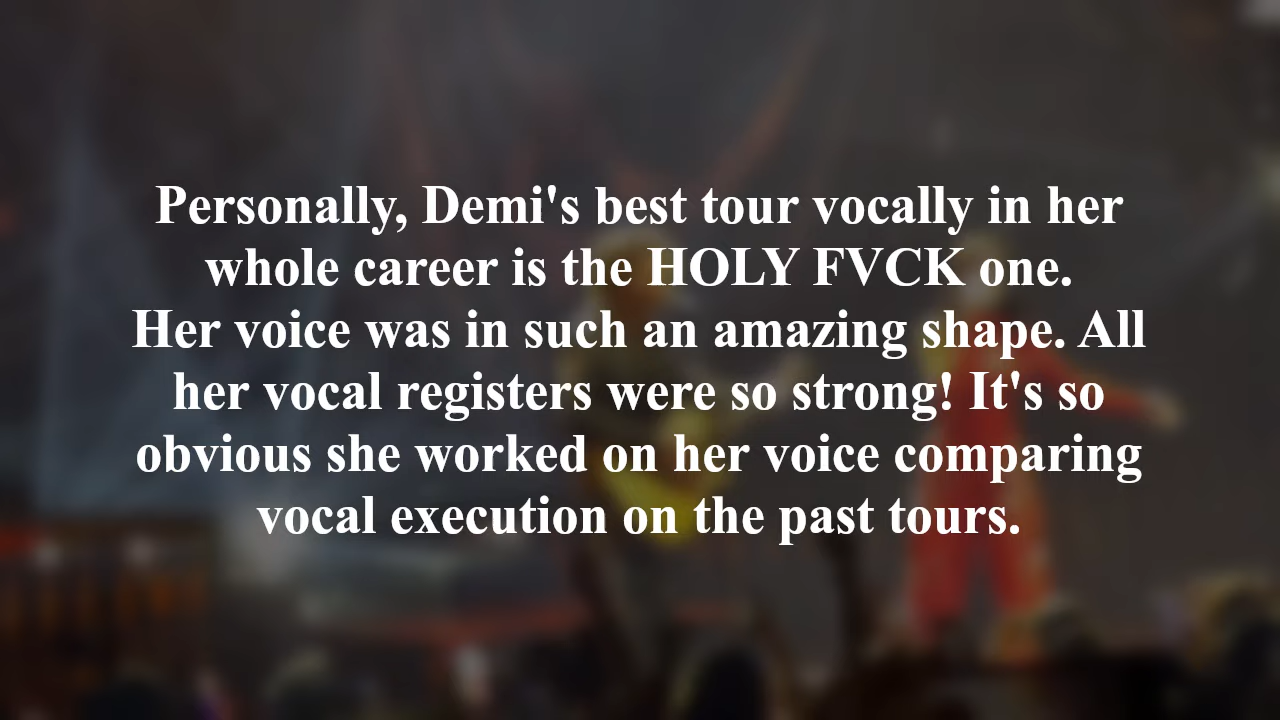 Personally, Demi's best tour vocally in her
whole career is the HOLY FVCK one.
Her voice was in such an amazing shape. All
her vocal registers were so strong! It's so
obvious she worked on her voice comparing
vocal execution on the past tours.